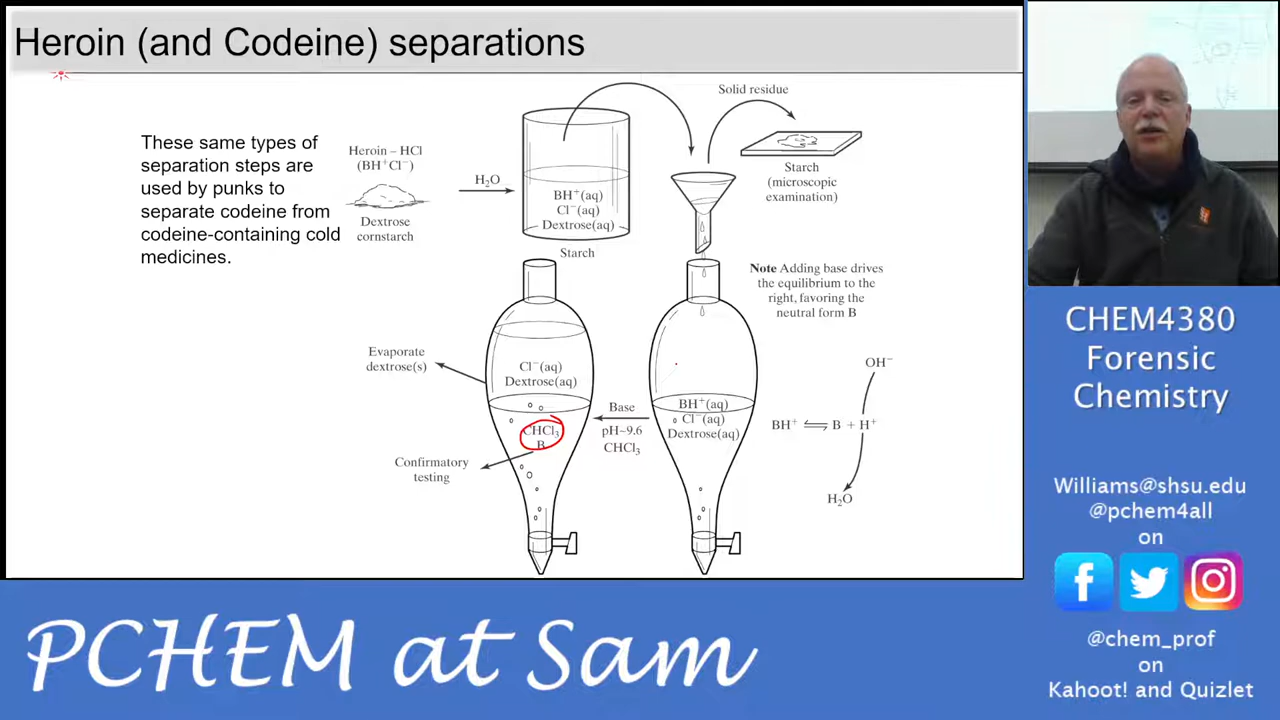 Heroin (and Codeine) separations
These same types of
separation steps are
used by punks to
separate codeine from
codeine-containing cold
medicines.
Heroin – HCl
(BH⁺Cl⁻)
Dextrose
cornstarch
H₂O
BH⁺(aq)
Cl⁻(aq)
Dextrose(aq)
Starch
Solid residue
Starch
(microscopic
examination)
Note Adding base drives
the equilibrium to the
right, favoring the
neutral form B
Evaporate
dextrose(s)
Cl⁻(aq)
Dextrose(aq)
CHCl₃
B
Confirmatory
testing
Base
pH~9.6
CHCl₃
BH⁺(aq)
Cl⁻(aq)
Dextrose(aq)
OH⁻
BH⁺ ⇌ B + H⁺
H₂O
CHEM4380
Forensic
Chemistry
Williams@shsu.edu
@pchem4all
on
@chem_prof
on
Kahoot! and Quizlet
PCHEM at Sam